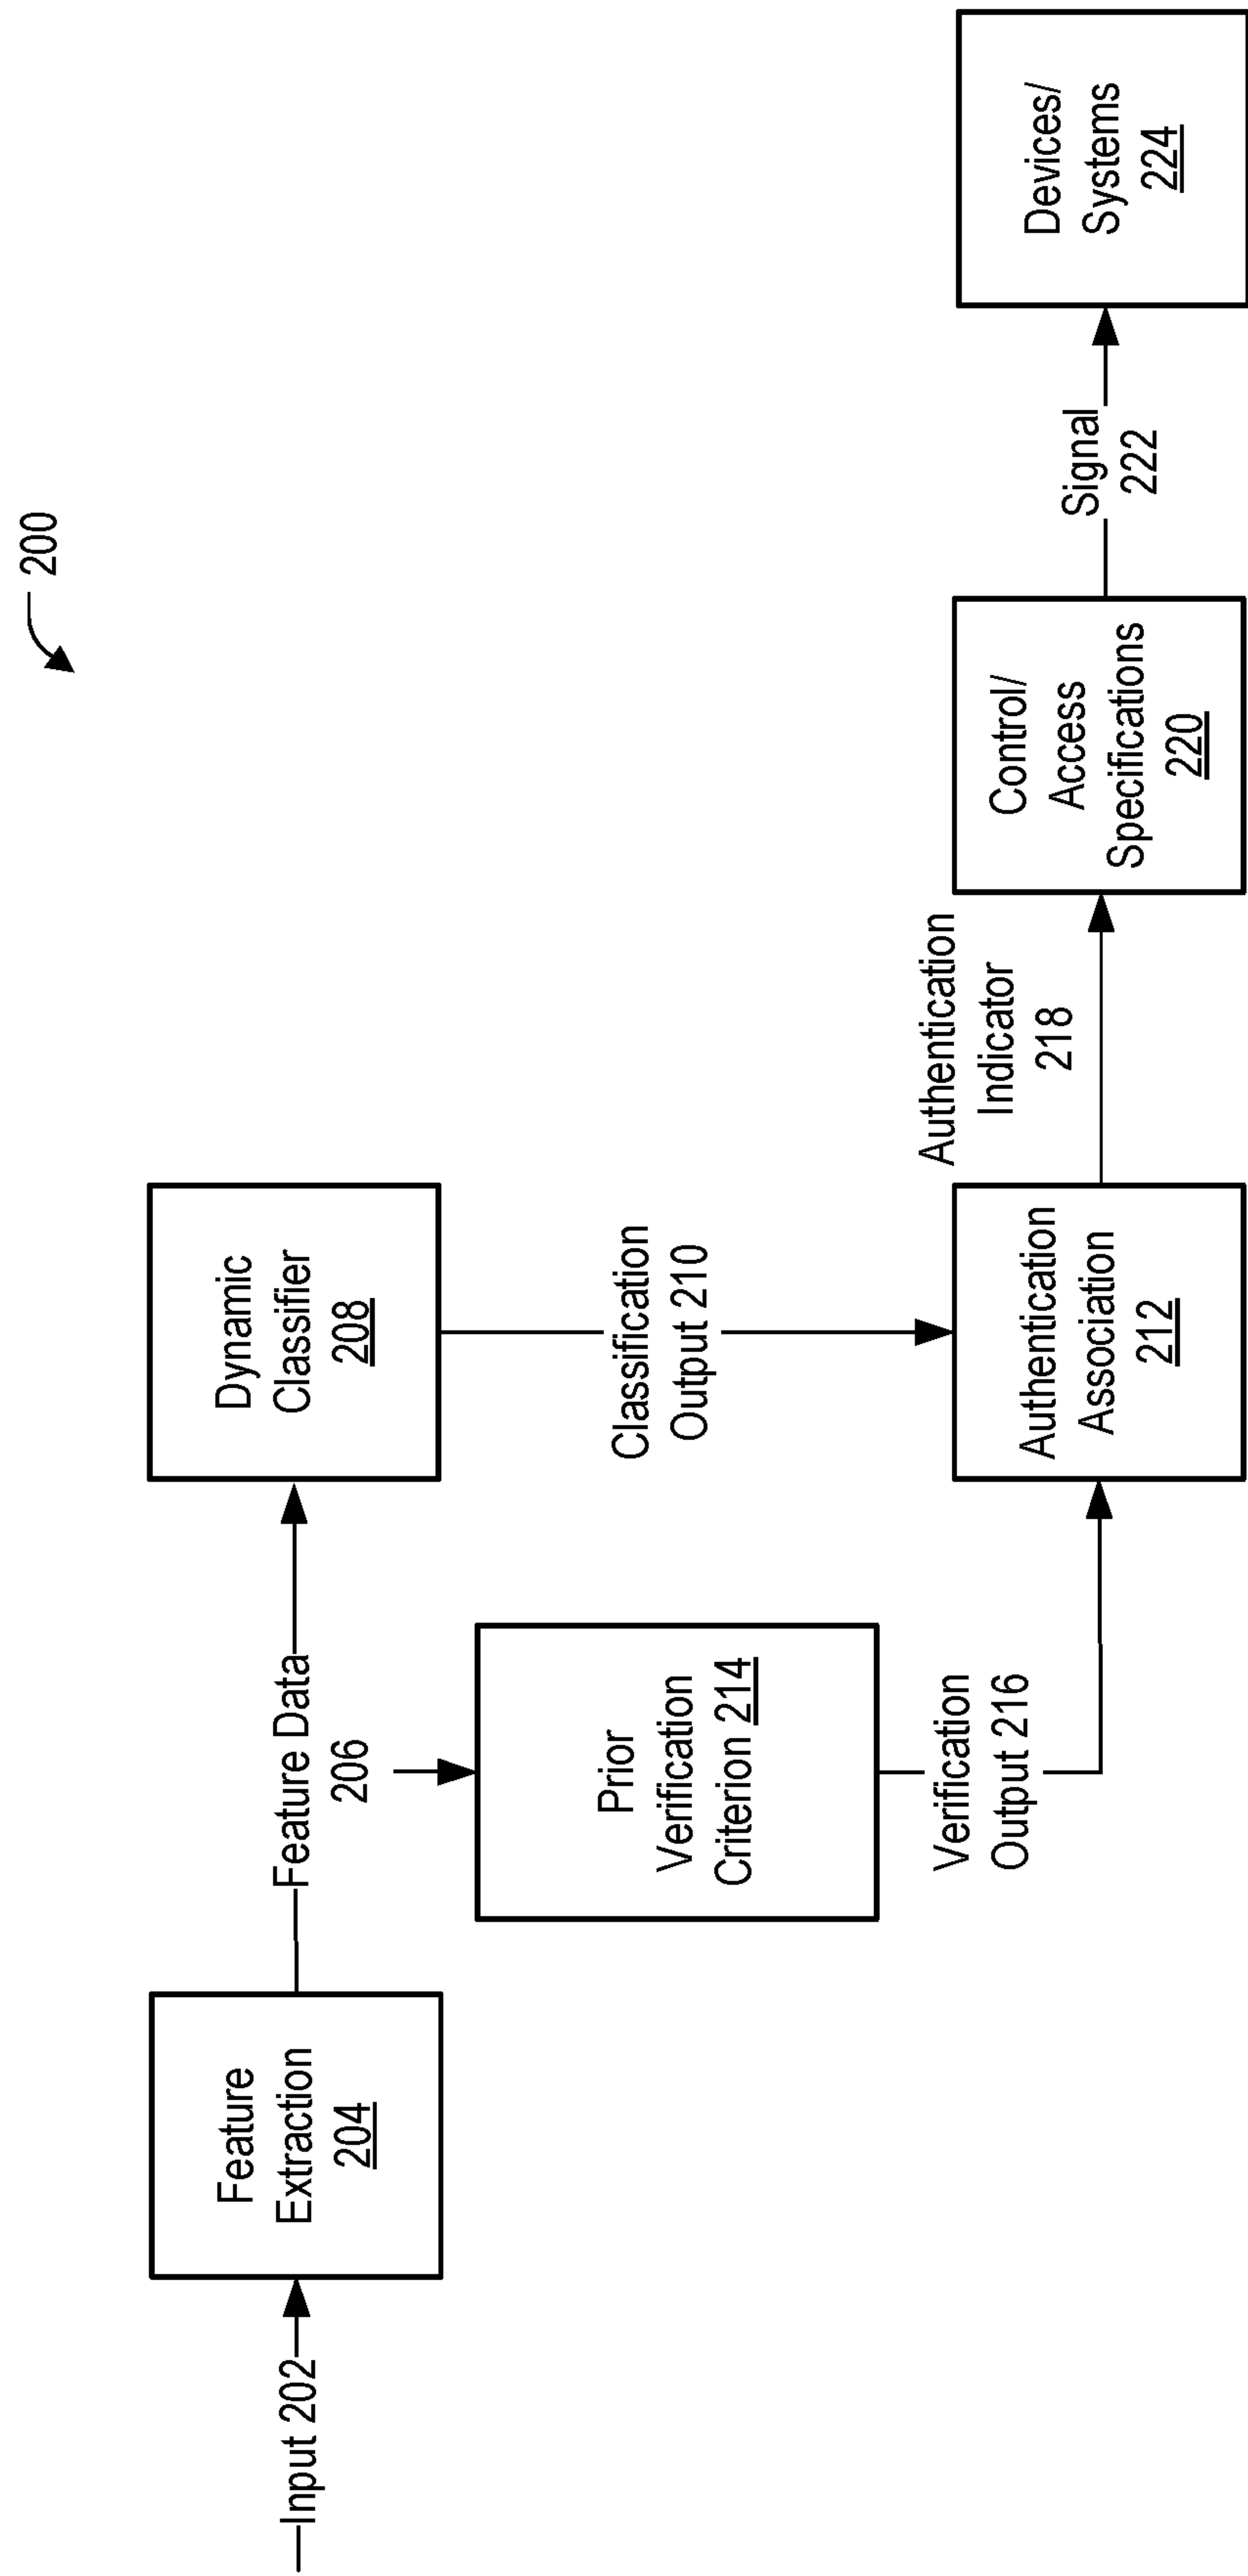 200
Input 202
Feature
Extraction
204
Feature Data
206
Dynamic
Classifier
208
Prior
Verification
Criterion 214
Classification
Output 210
Verification
Output 216
Authentication
Association
212
Authentication
Indicator
218
Control/
Access
Specifications
220
Signal
222
Devices/
Systems
224